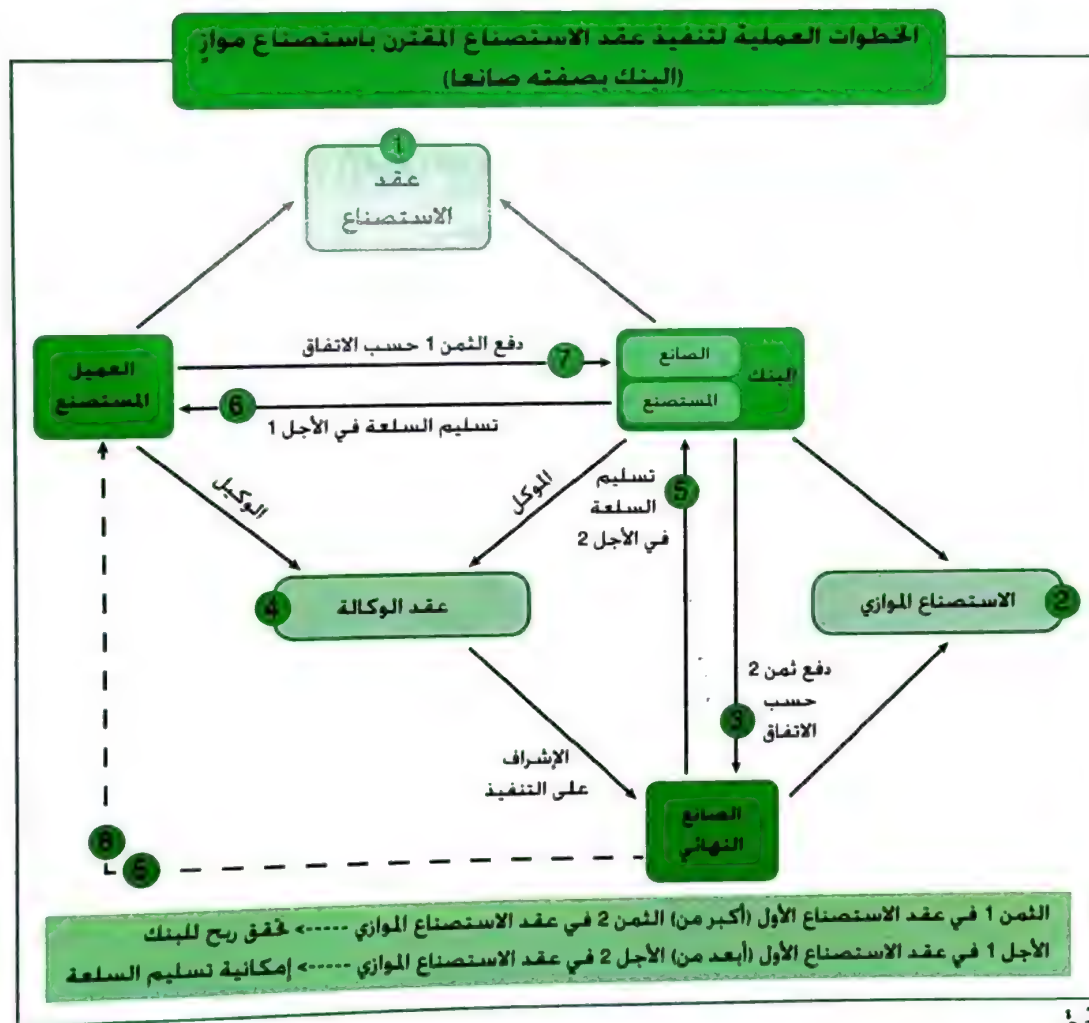 الخطوات العملية لتنفيذ عقد الاستصناع المقترن باستصناع موازٍ
(البنك بصفته صانعا)
1
عقد
الاستصناع
العميل
المستصنع
دفع الثمن 1 حسب الاتفاق
7
الصانع
المستصنع
البنك
6
تسليم السلعة في الأجل 1
الوكيل
الموكل
5
تسليم
السلعة
في الأجل 2
4
عقد الوكالة
الاستصناع الموازي
2
دفع ثمن 2
حسب
الاتفاق
3
الإشراف
على التنفيذ
الصانع
النهائي
6
5
الثمن 1 في عقد الاستصناع الأول (أكبر من) الثمن 2 في عقد الاستصناع الموازي -----> تحقق ربح للبنك
الأجل 1 في عقد الاستصناع الأول (أبعد من) الأجل 2 في عقد الاستصناع الموازي -----> إمكانية تسليم السلعة